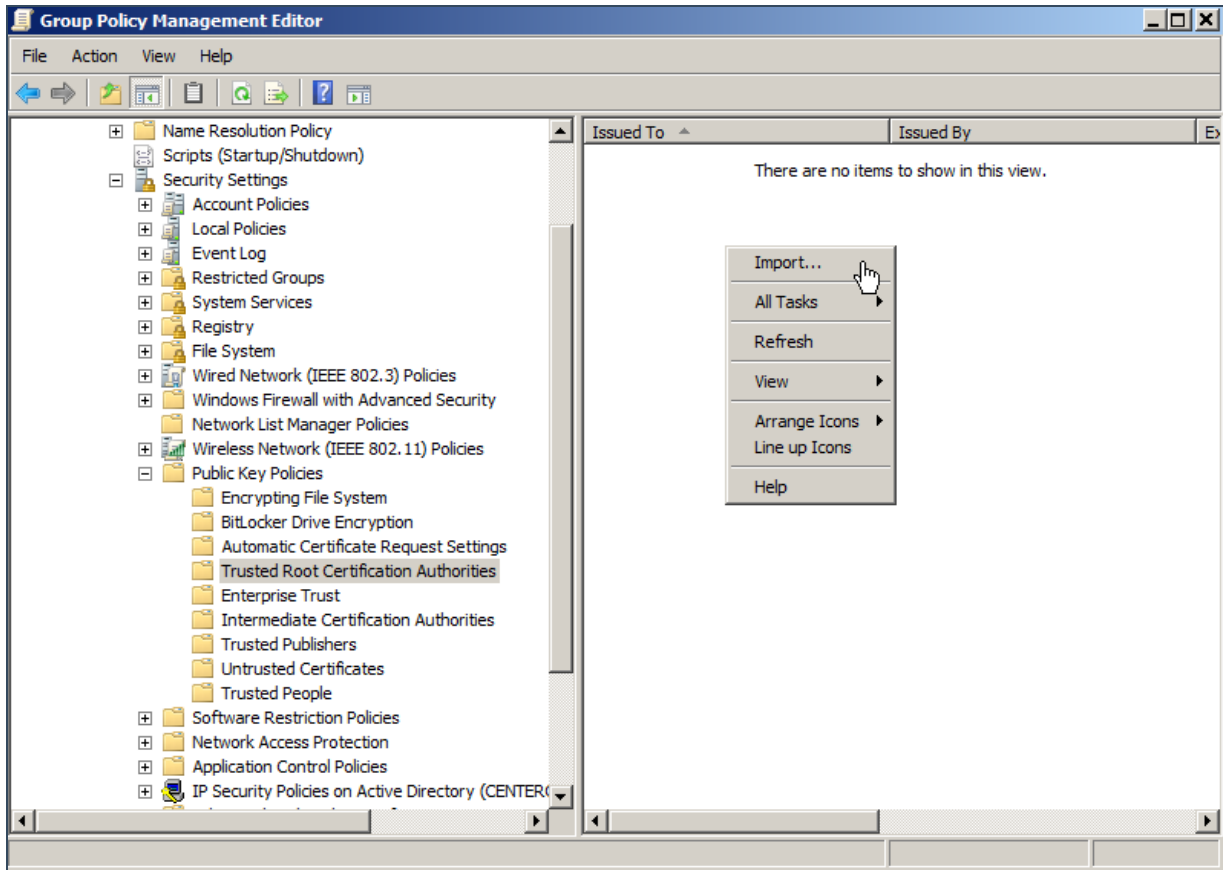 Group Policy Management Editor
File Action View Help
Issued To Issued By Ex
Name Resolution Policy
Scripts (Startup/Shutdown)
Security Settings
Account Policies
Local Policies
Event Log
Restricted Groups
System Services
Registry
File System
Wired Network (IEEE 802.3) Policies
Windows Firewall with Advanced Security
Network List Manager Policies
Wireless Network (IEEE 802.11) Policies
Public Key Policies
Encrypting File System
BitLocker Drive Encryption
Automatic Certificate Request Settings
Trusted Root Certification Authorities
Enterprise Trust
Intermediate Certification Authorities
Trusted Publishers
Untrusted Certificates
Trusted People
Software Restriction Policies
Network Access Protection
Application Control Policies
IP Security Policies on Active Directory (CENTER
There are no items to show in this view.
Import...
All Tasks
Refresh
View
Arrange Icons
Line up Icons
Help